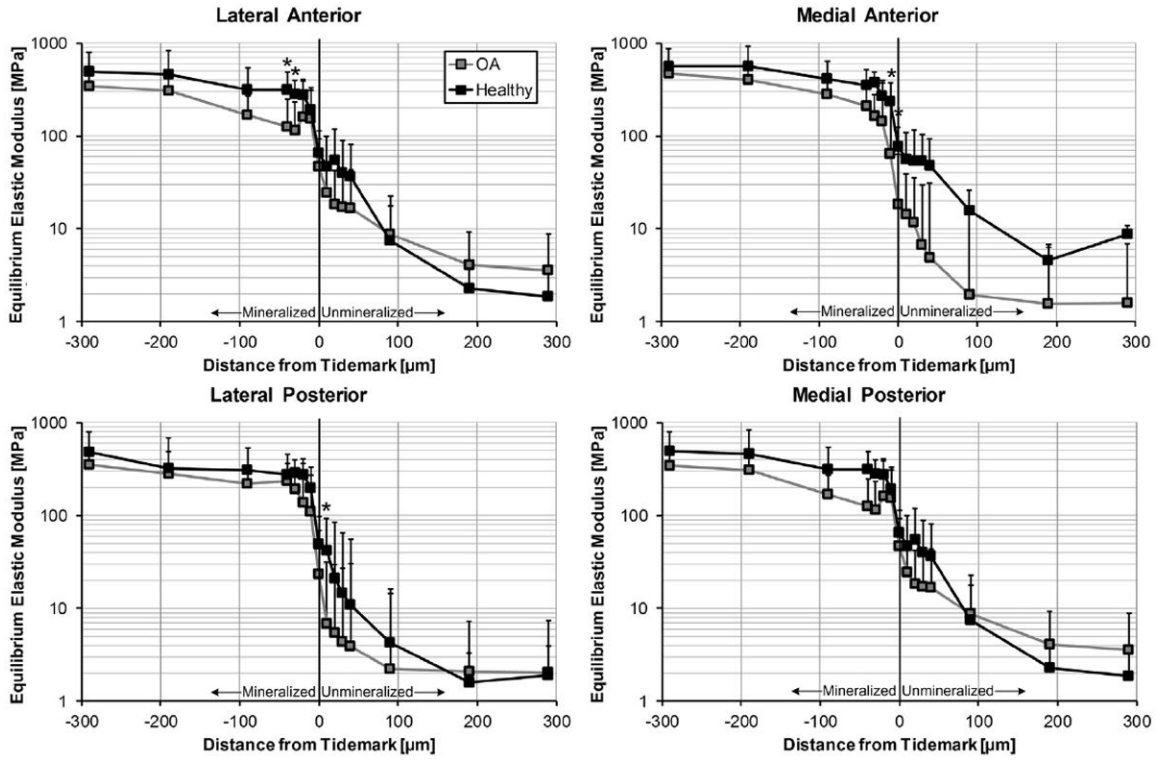 Lateral Anterior
Equilibrium Elastic Modulus [MPa]
1000
100
10
1
* *
OA
Healthy
Mineralized Unmineralized
-300 -200 -100 0 100 200 300
Distance from Tidemark [µm]
Medial Anterior
Equilibrium Elastic Modulus [MPa]
1000
100
10
1
* *
Mineralized Unmineralized
-300 -200 -100 0 100 200 300
Distance from Tidemark [µm]
Lateral Posterior
Equilibrium Elastic Modulus [MPa]
1000
100
10
1
*
Mineralized Unmineralized
-300 -200 -100 0 100 200 300
Distance from Tidemark [µm]
Medial Posterior
Equilibrium Elastic Modulus [MPa]
1000
100
10
1
Mineralized Unmineralized
-300 -200 -100 0 100 200 300
Distance from Tidemark [µm]